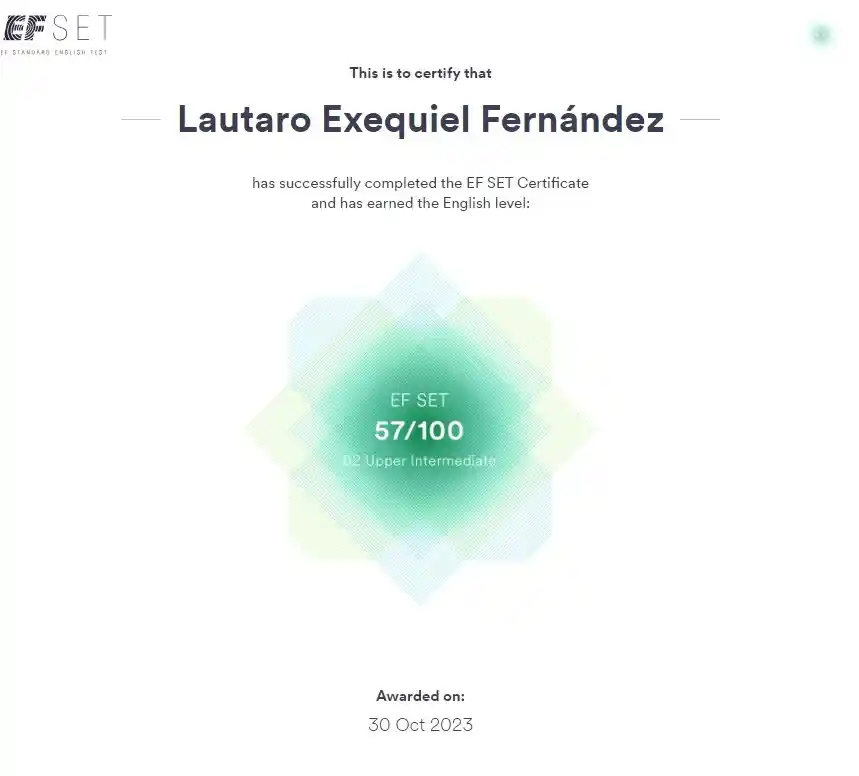 EF SET
EF STANDARD ENGLISH TEST
This is to certify that
Lautaro Exequiel Fernández
has successfully completed the EF SET Certificate
and has earned the English level:
EF SET
57/100
B2 Upper Intermediate
Awarded on:
30 Oct 2023